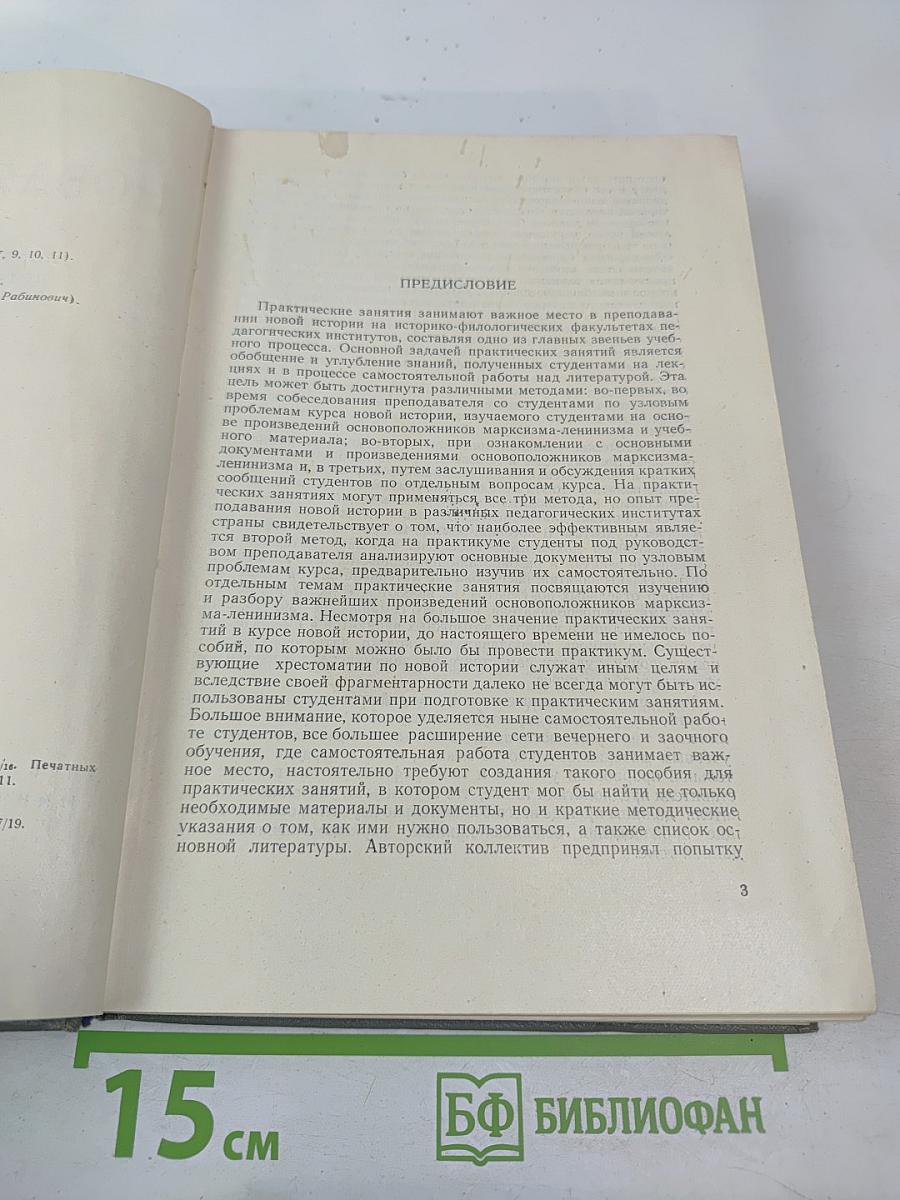 , 9, 10, 11).
Рабинович).
Печатных
11.
7/19.
ПРЕДИСЛОВИЕ
Практические занятия занимают важное место в преподава-
нии новой истории на историко-филологических факультетах пе-
дагогических институтов, составляя одно из главных звеньев учеб-
ного процесса. Основной задачей практических занятий является
обобщение и углубление знаний, полученных студентами на лек-
циях и в процессе самостоятельной работы над литературой. Эта
цель может быть достигнута различными методами: во-первых, во
время собеседования преподавателя со студентами по узловым
проблемам курса новой истории, изучаемого студентами на осно-
ве произведений основоположников марксизма-ленинизма и учеб-
ного материала; во-вторых, при ознакомлении с основными
документами и произведениями основоположников марксизма-
ленинизма и, в третьих, путем заслушивания и обсуждения кратких
сообщений студентов по отдельным вопросам курса. На практи-
ческих занятиях могут применяться все три метода, но опыт пре-
подавания новой истории в различных педагогических институтах
страны свидетельствует о том, что наиболее эффективным являе-
тся второй метод, когда на практикуме студенты под руководст-
вом преподавателя анализируют основные документы по узловым
проблемам курса, предварительно изучив их самостоятельно. По
отдельным темам практические занятия посвящаются изучению
и разбору важнейших произведений основоположников марксиз-
ма-ленинизма. Несмотря на большое значение практических заня-
тий в курсе новой истории, до настоящего времени не имелось по-
собий, по которым можно было бы провести практикум. Сущест-
вующие хрестоматии по новой истории служат иным целям и
вследствие своей фрагментарности далеко не всегда могут быть ис-
пользованы студентами при подготовке к практическим занятиям.
Большое внимание, которое уделяется ныне самостоятельной рабо-
те студентов, все большее расширение сети вечернего и заочного
обучения, где самостоятельная работа студентов занимает важ-
ное место, настоятельно требуют создания такого пособия для
практических занятий, в котором студент мог бы найти не только
необходимые материалы и документы, но и краткие методические
указания о том, как ими нужно пользоваться, а также список ос-
новной литературы. Авторский коллектив предпринял попытку
3
15 см
БФ БИБЛИОФАН